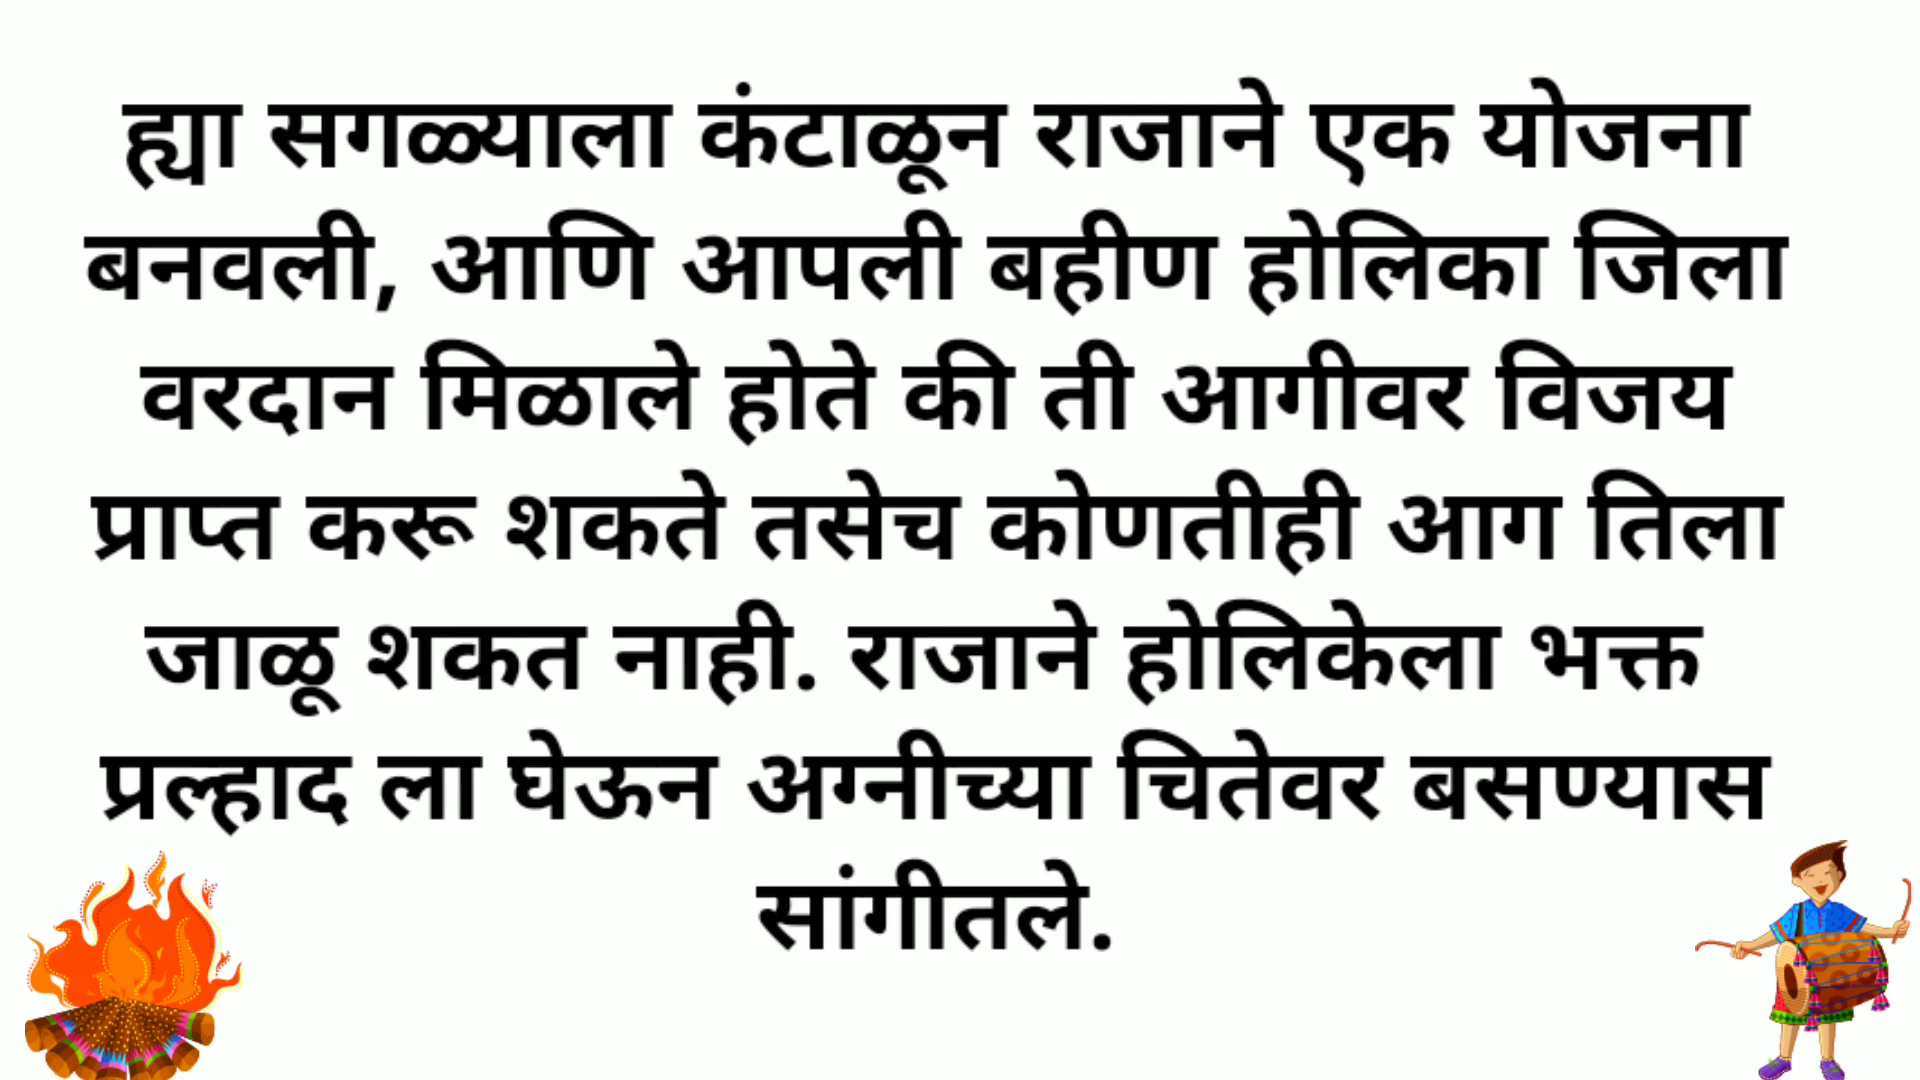 ह्या सगळ्याला कंटाळून राजाने एक योजना
बनवली, आणि आपली बहीण होलिका जिला
वरदान मिळाले होते की ती आगीवर विजय
प्राप्त करू शकते तसेच कोणतीही आग तिला
जाळू शकत नाही. राजाने होलिकेला भक्त
प्रल्हाद ला घेऊन अग्नीच्या चितेवर बसण्यास
सांगीतले.